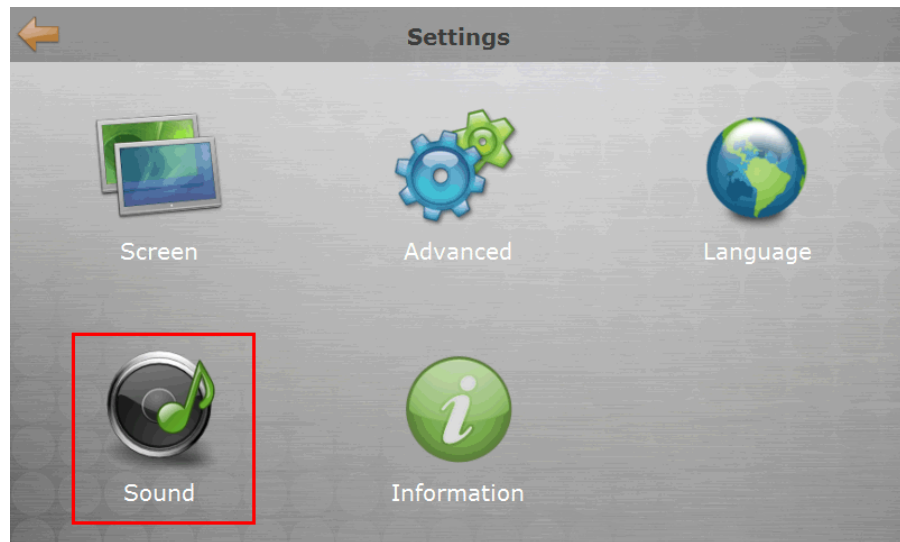 Settings
Screen
Advanced
Language
Sound
Information